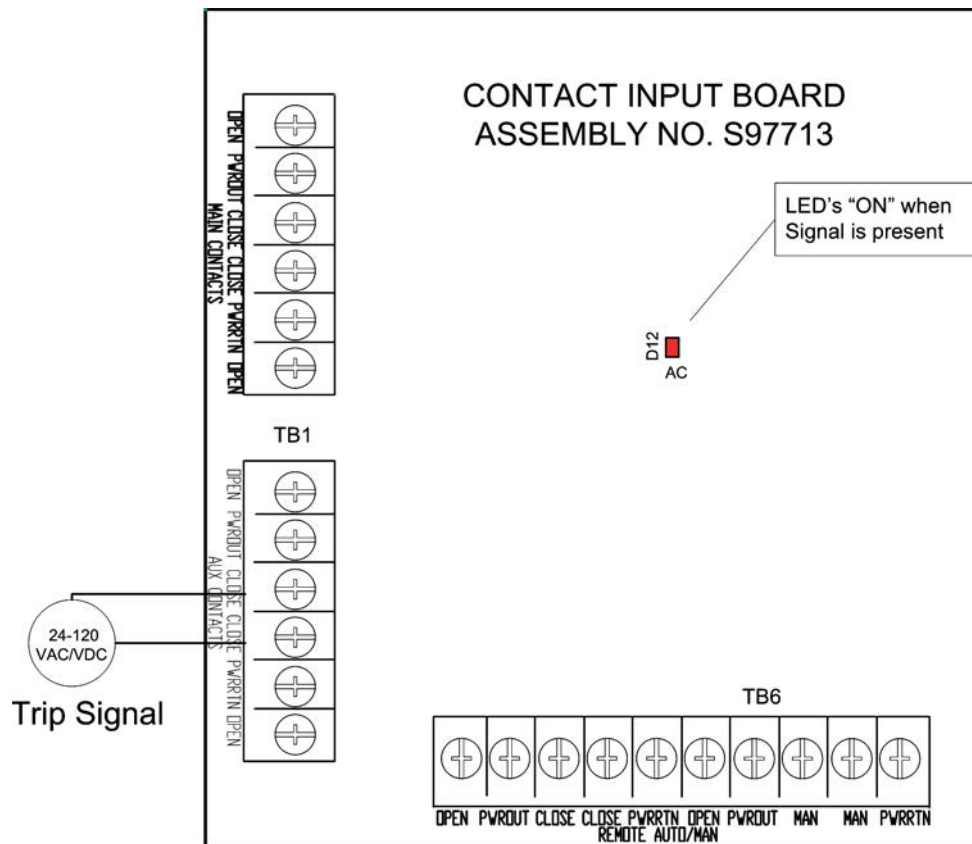 CONTACT INPUT BOARD
ASSEMBLY NO. S97713
OPEN PWROUT CLOSE CLOSE PWRRTN OPEN
MAIN CONTACTS
LED's “ON” when
Signal is present
D12
AC
TB1
OPEN PWROUT CLOSE CLOSE PWRRTN OPEN
AUX CONTACTS
24-120
VAC/VDC
Trip Signal
TB6
OPEN PWROUT CLOSE CLOSE PWRRTN OPEN PWROUT MAN MAN PWRRTN
REMOTE AUTO/MAN